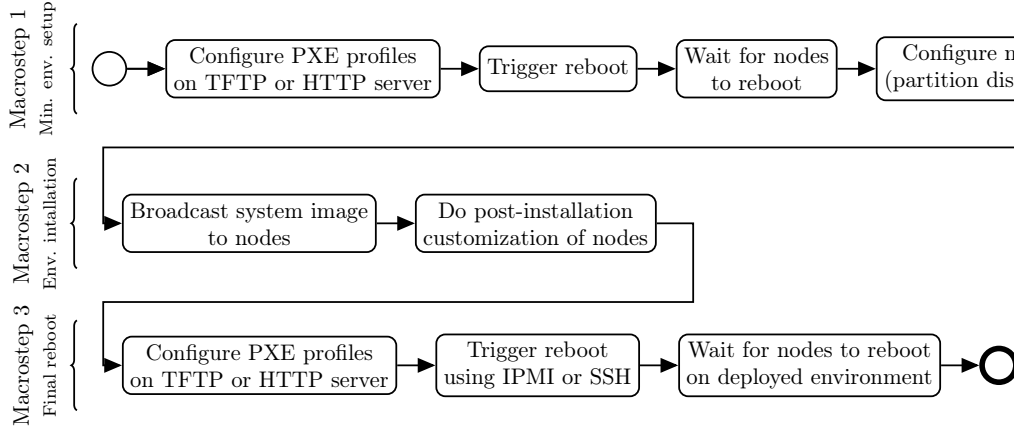 Macrostep 1
Min. env. setup
Configure PXE profiles
on TFTP or HTTP server
Trigger reboot
Wait for nodes
to reboot
Configure n
(partition dis
Macrostep 2
Env. intallation
Broadcast system image
to nodes
Do post-installation
customization of nodes
Macrostep 3
Final reboot
Configure PXE profiles
on TFTP or HTTP server
Trigger reboot
using IPMI or SSH
Wait for nodes to reboot
on deployed environment